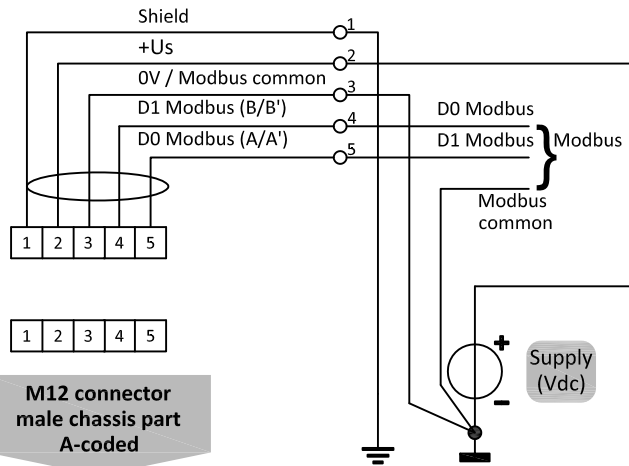 Shield
1
+Us
2
0V / Modbus common
3
D1 Modbus (B/B')
4
D0 Modbus
D0 Modbus (A/A')
5
D1 Modbus
} Modbus
Modbus
common
1 2 3 4 5
1 2 3 4 5
+
Supply
(Vdc)
-
M12 connector
male chassis part
A-coded